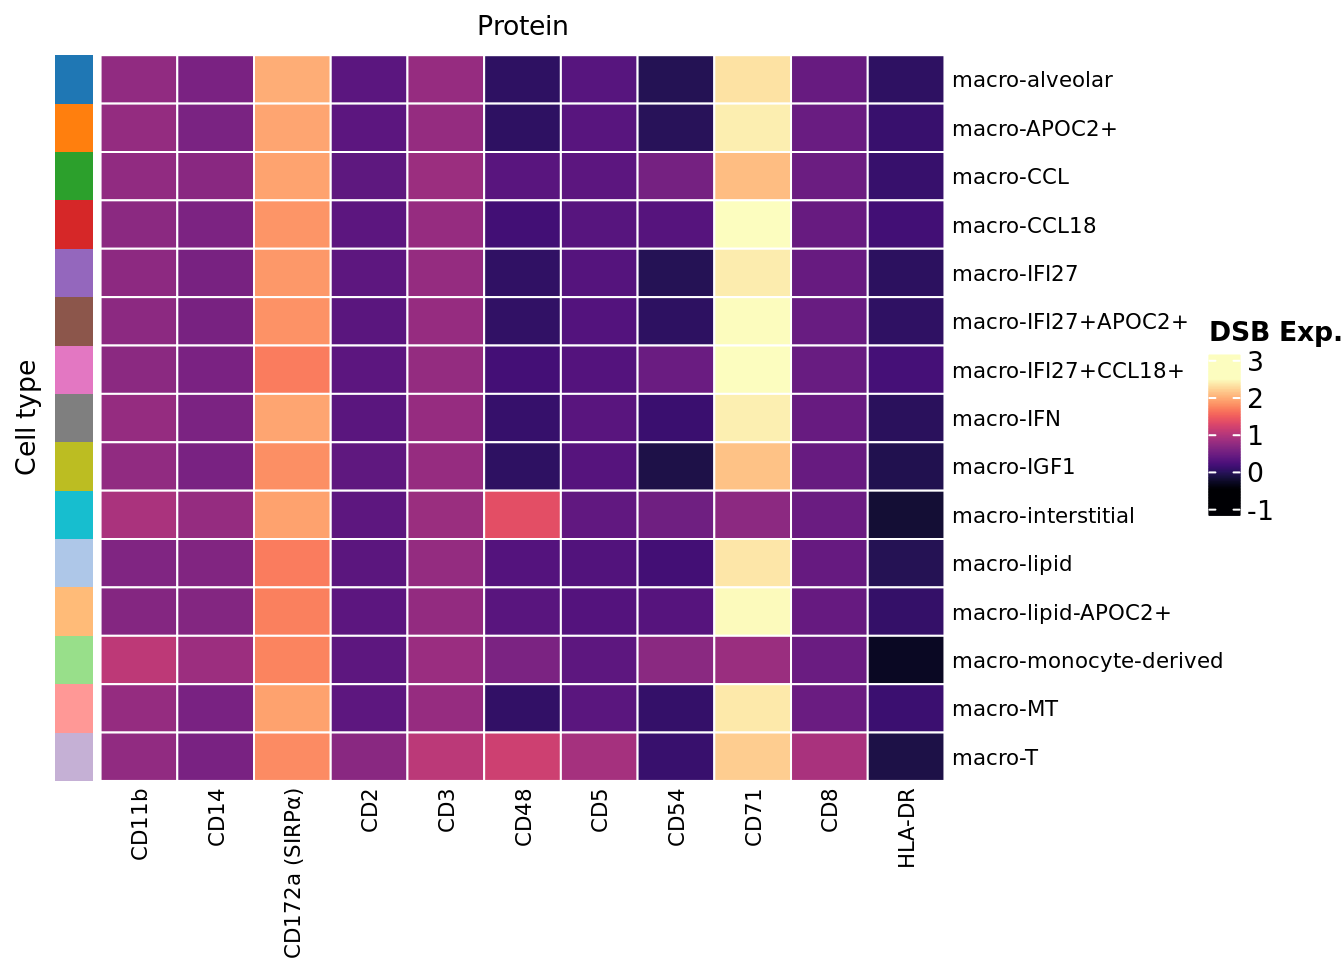 Protein
Cell type
macro-alveolar
macro-APOC2+
macro-CCL
macro-CCL18
macro-IFI27
macro-IFI27+APOC2+
macro-IFI27+CCL18+
macro-IFN
macro-IGF1
macro-interstitial
macro-lipid
macro-lipid-APOC2+
macro-monocyte-derived
macro-MT
macro-T
CD11b
CD14
CD172a (SIRPα)
CD2
CD3
CD48
CD5
CD54
CD71
CD8
HLA-DR
DSB Exp.
3
2
1
0
-1